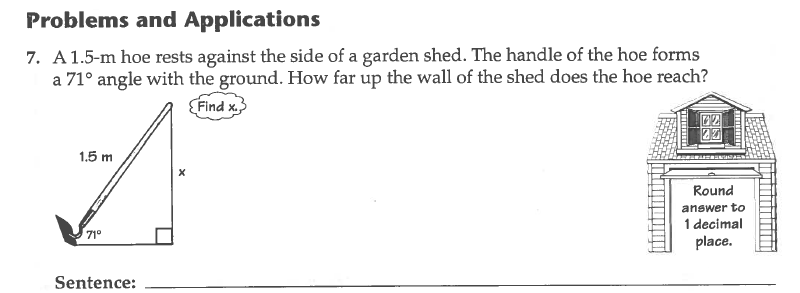 Problems and Applications
7. A 1.5-m hoe rests against the side of a garden shed. The handle of the hoe forms
a 71° angle with the ground. How far up the wall of the shed does the hoe reach?
Find x.
1.5 m
x
71°
Round
answer to
1 decimal
place.
Sentence: